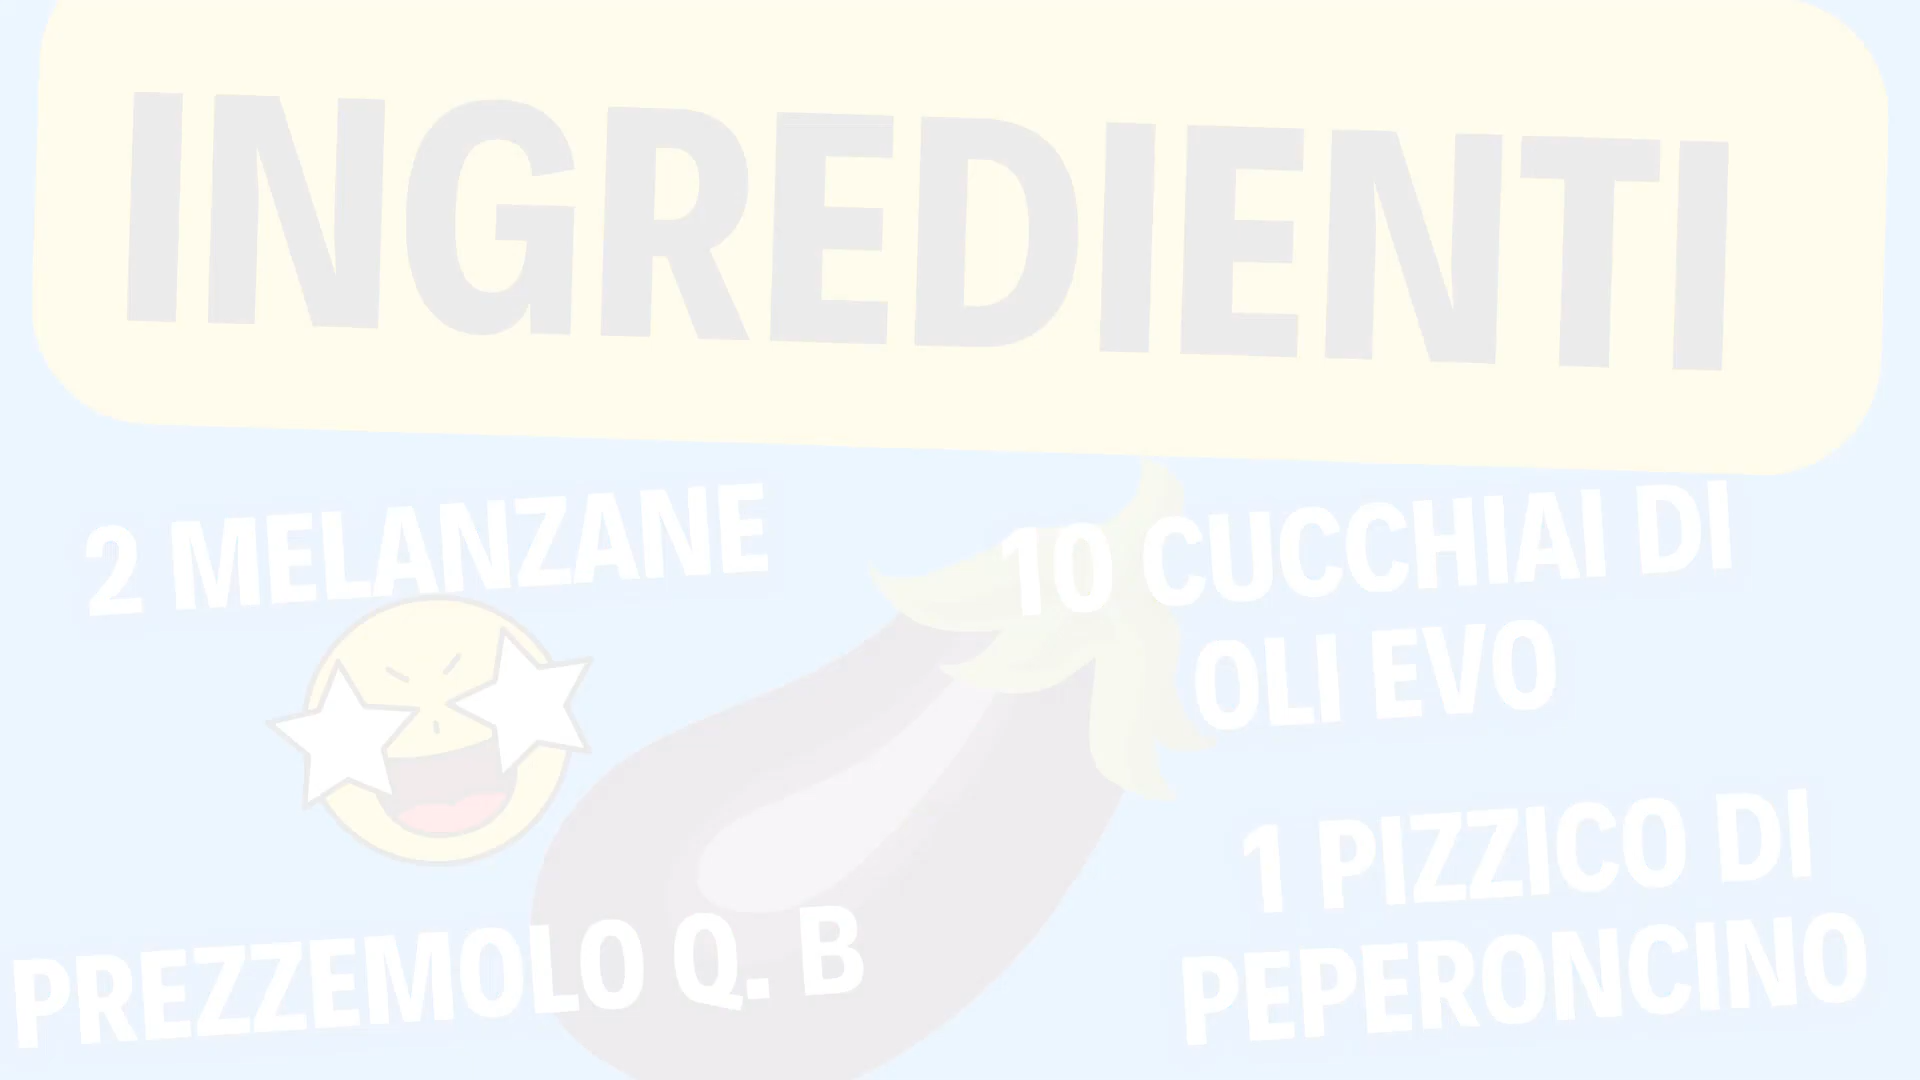 INGREDIENTI
2 MELANZANE
10 CUCCHIAI DI
OLI EVO
1 PIZZICO DI
PEPERONCINO
PREZZEMOLO Q. B